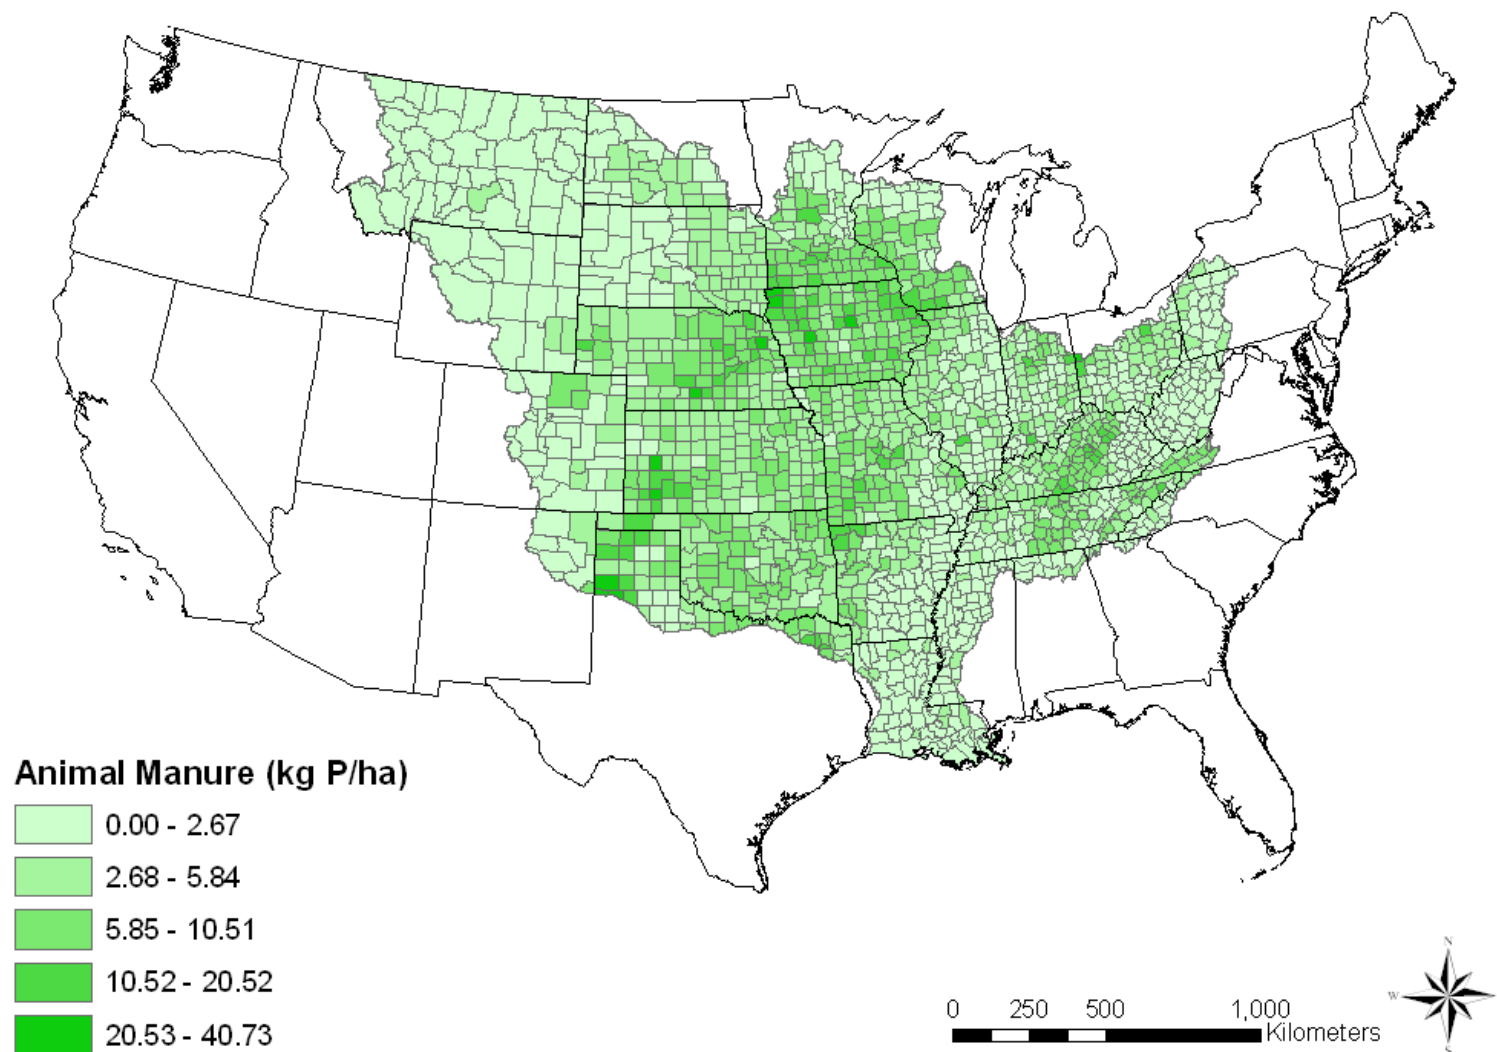 Animal Manure (kg P/ha)
0.00 - 2.67
2.68 - 5.84
5.85 - 10.51
10.52 - 20.52
20.53 - 40.73
0 250 500 1,000
Kilometers
N
W
S